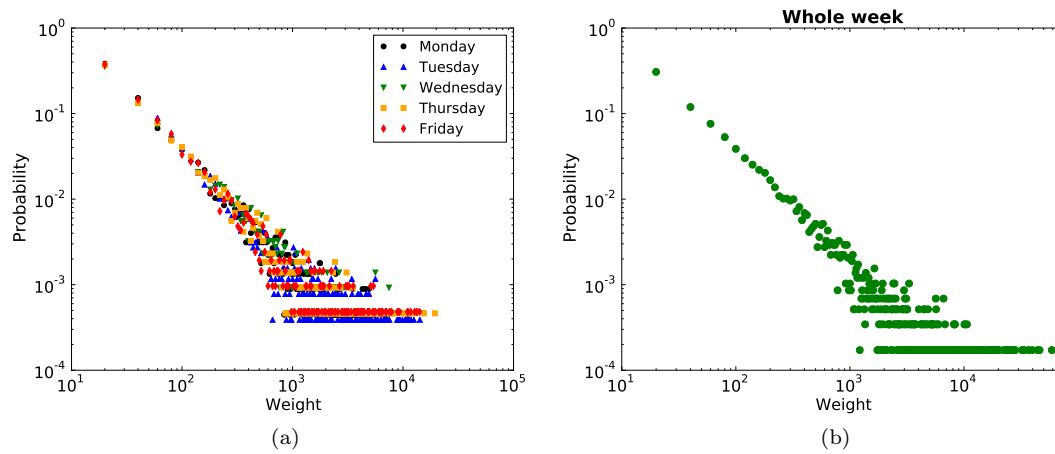 Whole week
10^0
10^-1
10^-2
10^-3
10^-4
Probability
10^1
10^2
10^3
10^4
10^5
Weight
Monday
Tuesday
Wednesday
Thursday
Friday
(a)
10^0
10^-1
10^-2
10^-3
10^-4
Probability
10^1
10^2
10^3
10^4
Weight
(b)